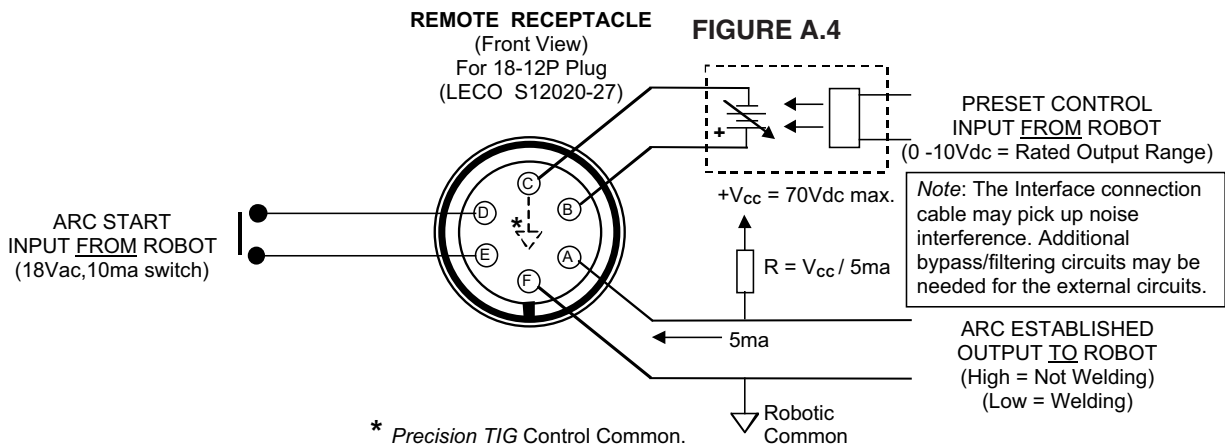 REMOTE RECEPTACLE
(Front View)
For 18-12P Plug
(LECO S12020-27)
FIGURE A.4
+
PRESET CONTROL
INPUT FROM ROBOT
(0 -10Vdc = Rated Output Range)
+Vcc = 70Vdc max.
Note: The Interface connection
cable may pick up noise
interference. Additional
bypass/filtering circuits may be
needed for the external circuits.
C
D
B
*
E
A
F
ARC START
INPUT FROM ROBOT
(18Vac,10ma switch)
R = Vcc / 5ma
5ma
ARC ESTABLISHED
OUTPUT TO ROBOT
(High = Not Welding)
(Low = Welding)
Robotic
Common
* Precision TIG Control Common.